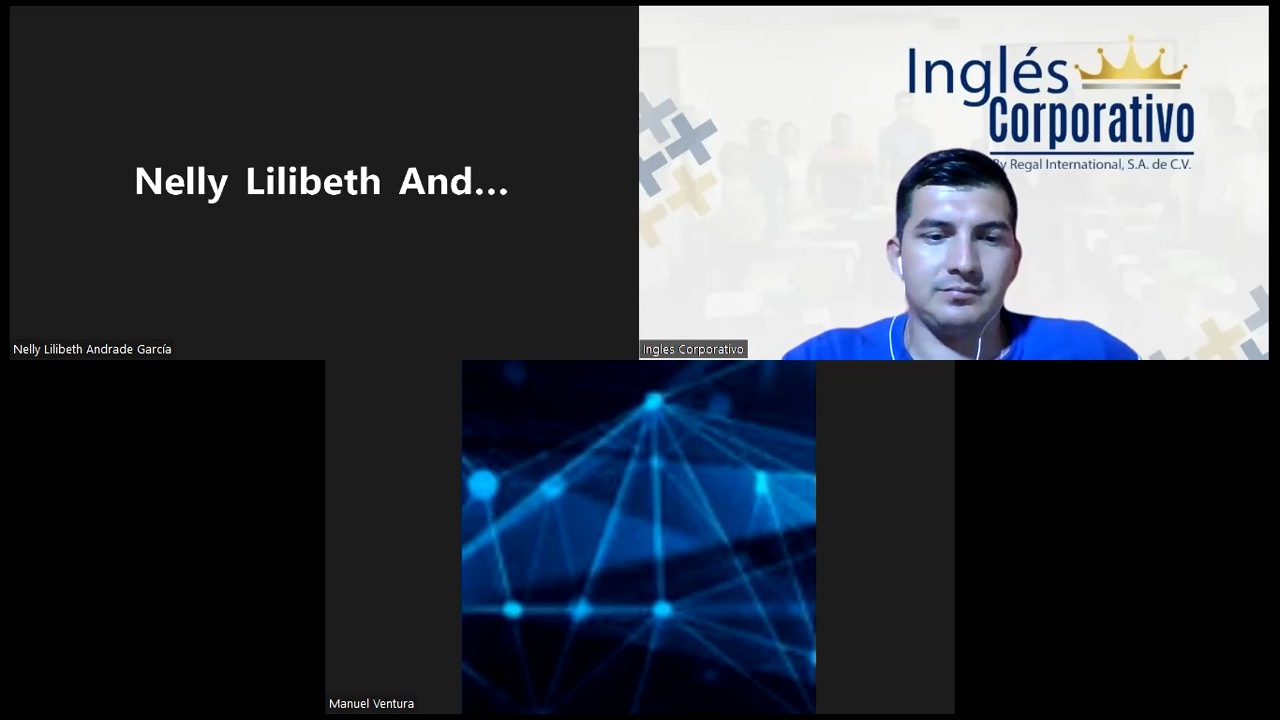 Nelly Lilibeth And...
Nelly Lilibeth Andrade García
Inglés
Corporativo
By Regal International, S.A. de C.V.
Ingles Corporativo
Manuel Ventura